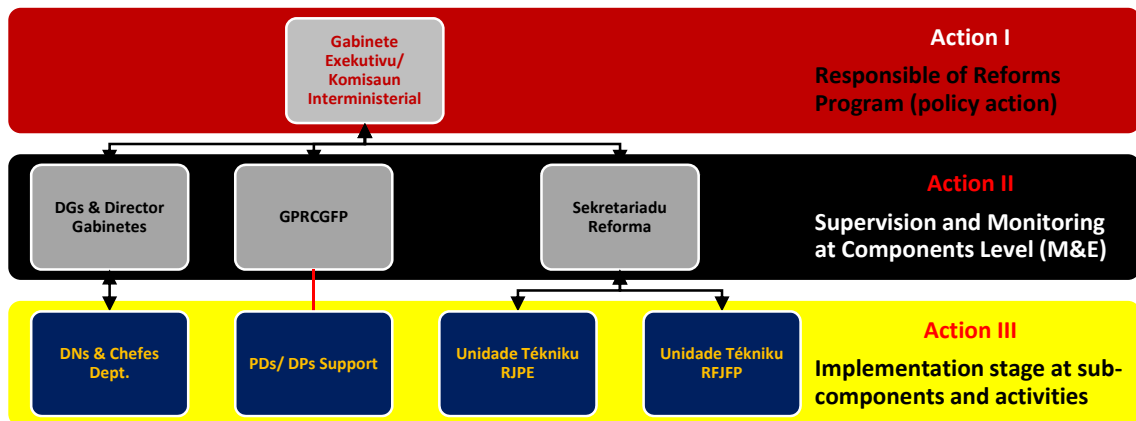 Gabinete
Exekutivu/
Komisaun
Interministerial
Action I
Responsible of Reforms
Program (policy action)
DGs & Director
Gabinetes
GPRCGFP
Sekretariadu
Reforma
Action II
Supervision and Monitoring
at Components Level (M&E)
DNs & Chefes
Dept.
PDs/ DPs Support
Unidade Tékniku
RJPE
Unidade Tékniku
RFJFP
Action III
Implementation stage at sub-
components and activities